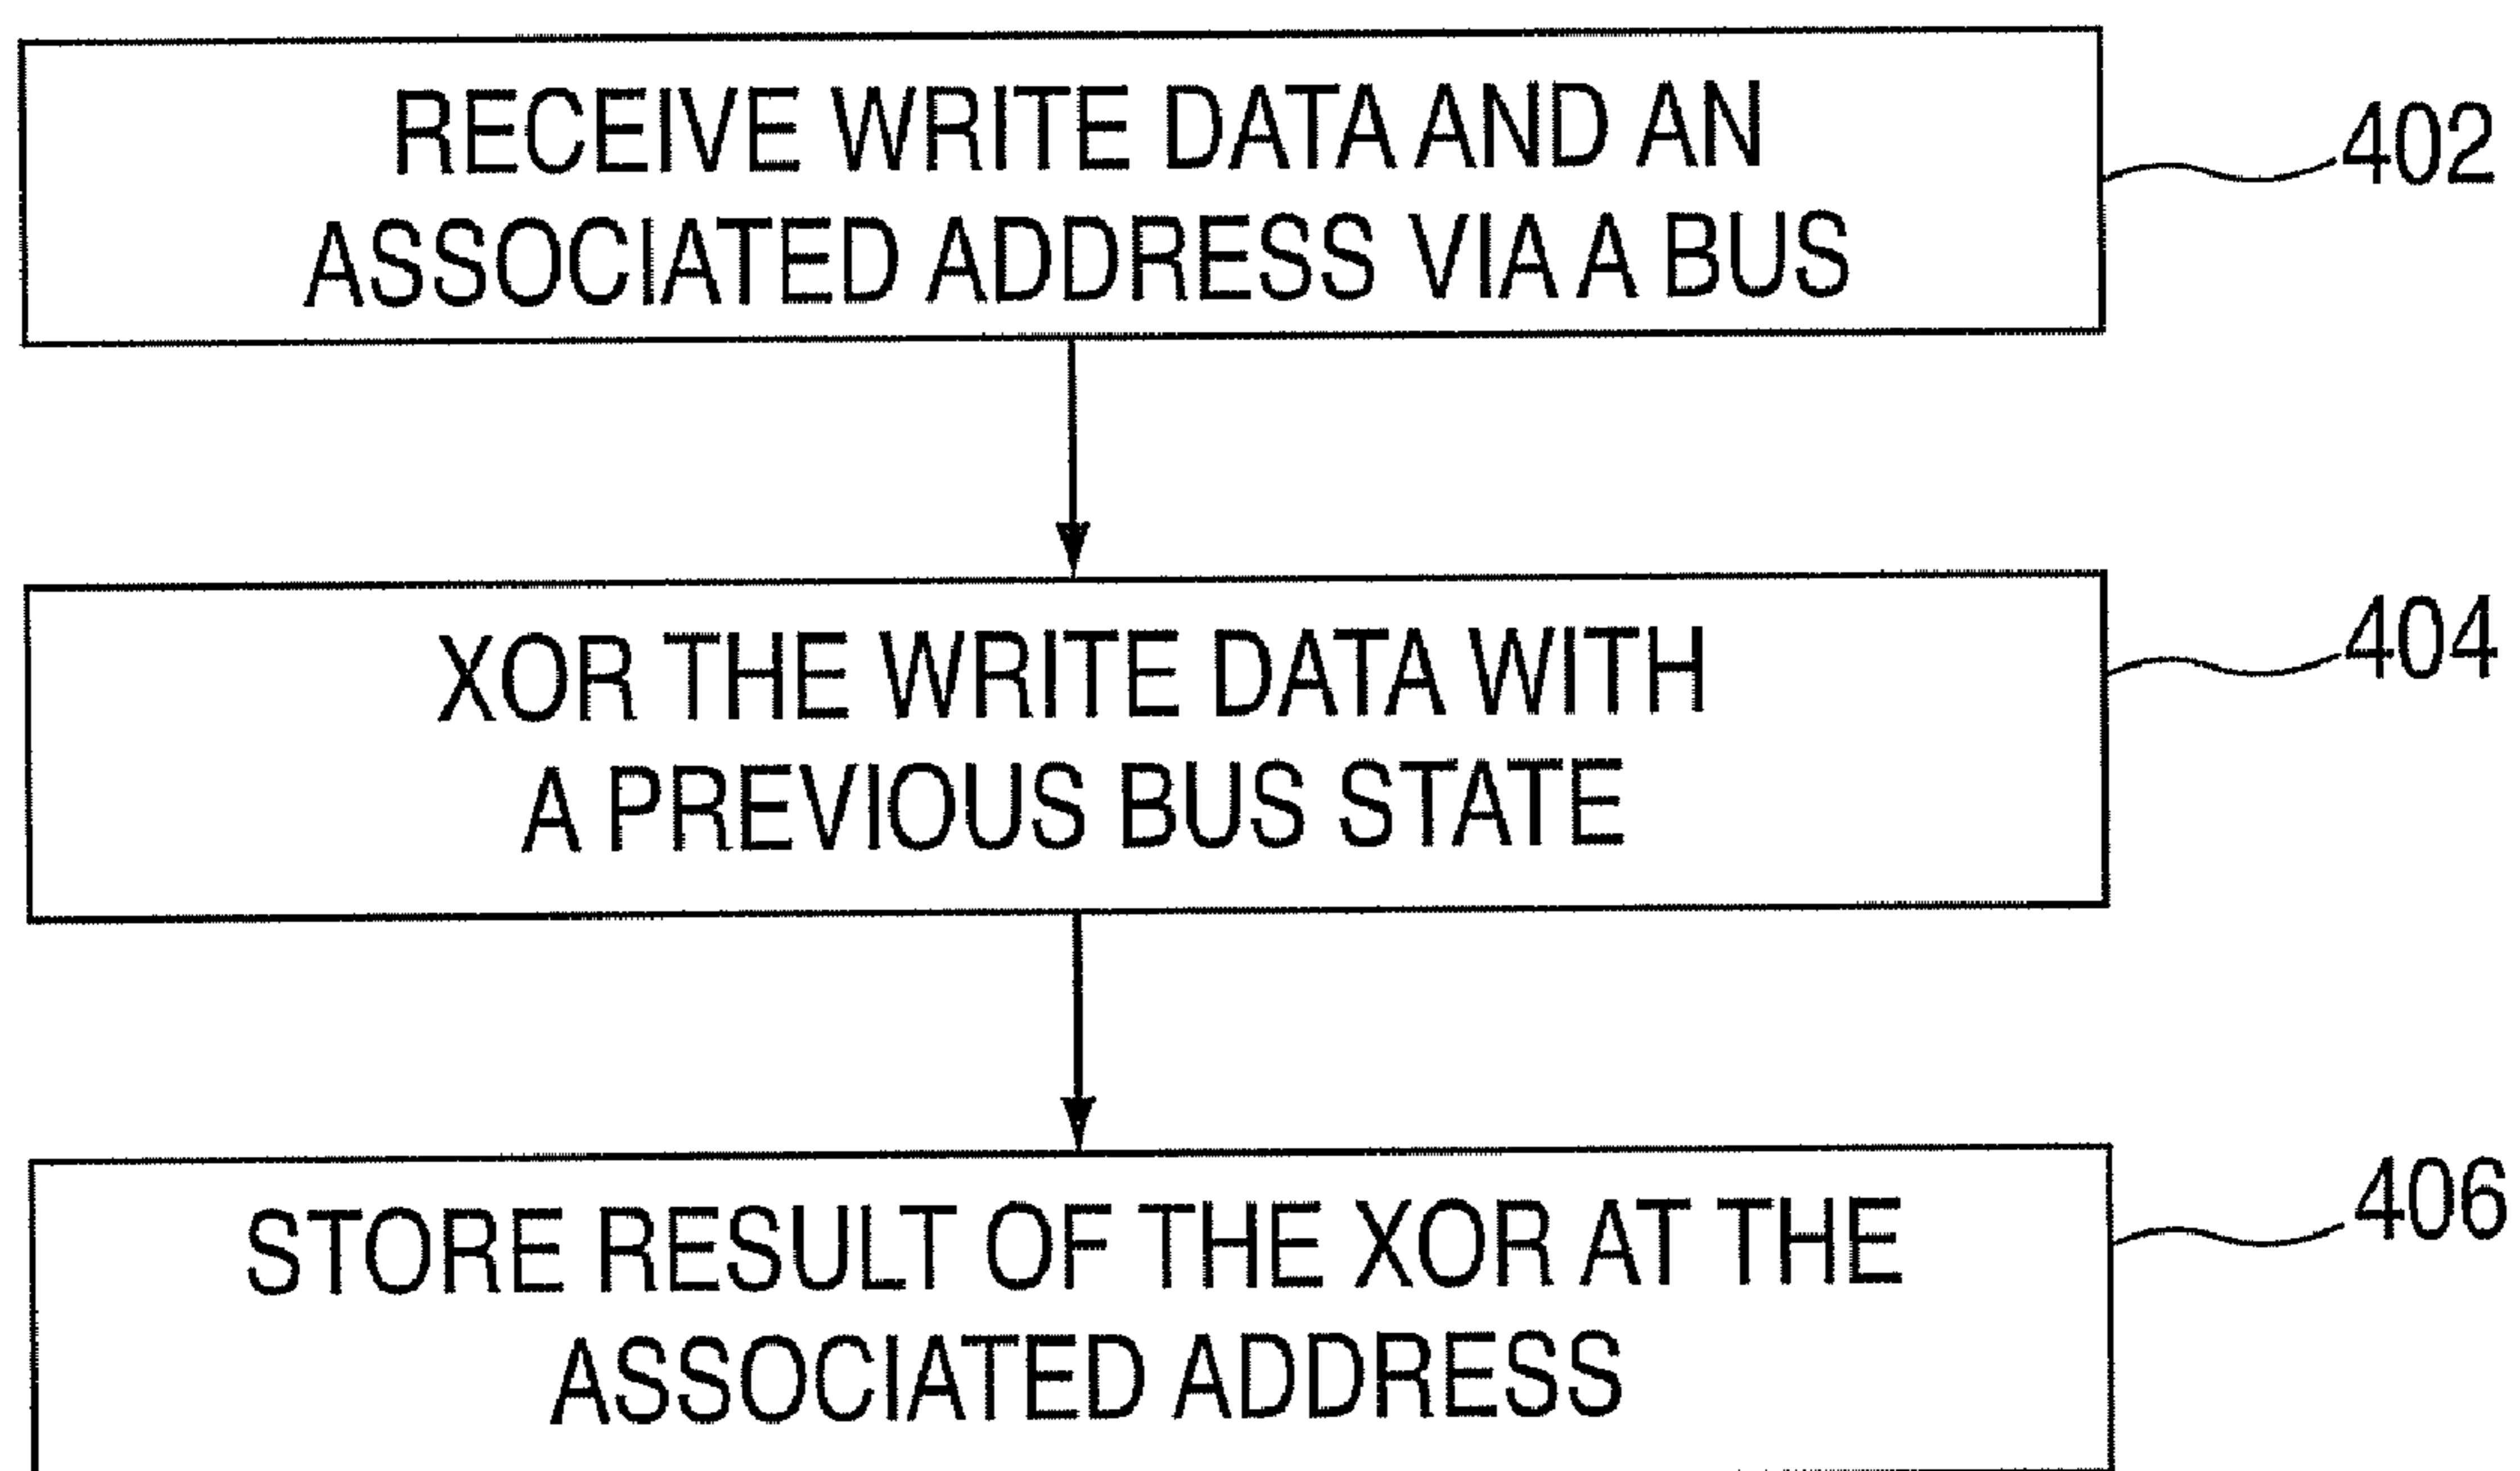 RECEIVE WRITE DATA AND AN
ASSOCIATED ADDRESS VIA A BUS
402
XOR THE WRITE DATA WITH
A PREVIOUS BUS STATE
404
STORE RESULT OF THE XOR AT THE
ASSOCIATED ADDRESS
406